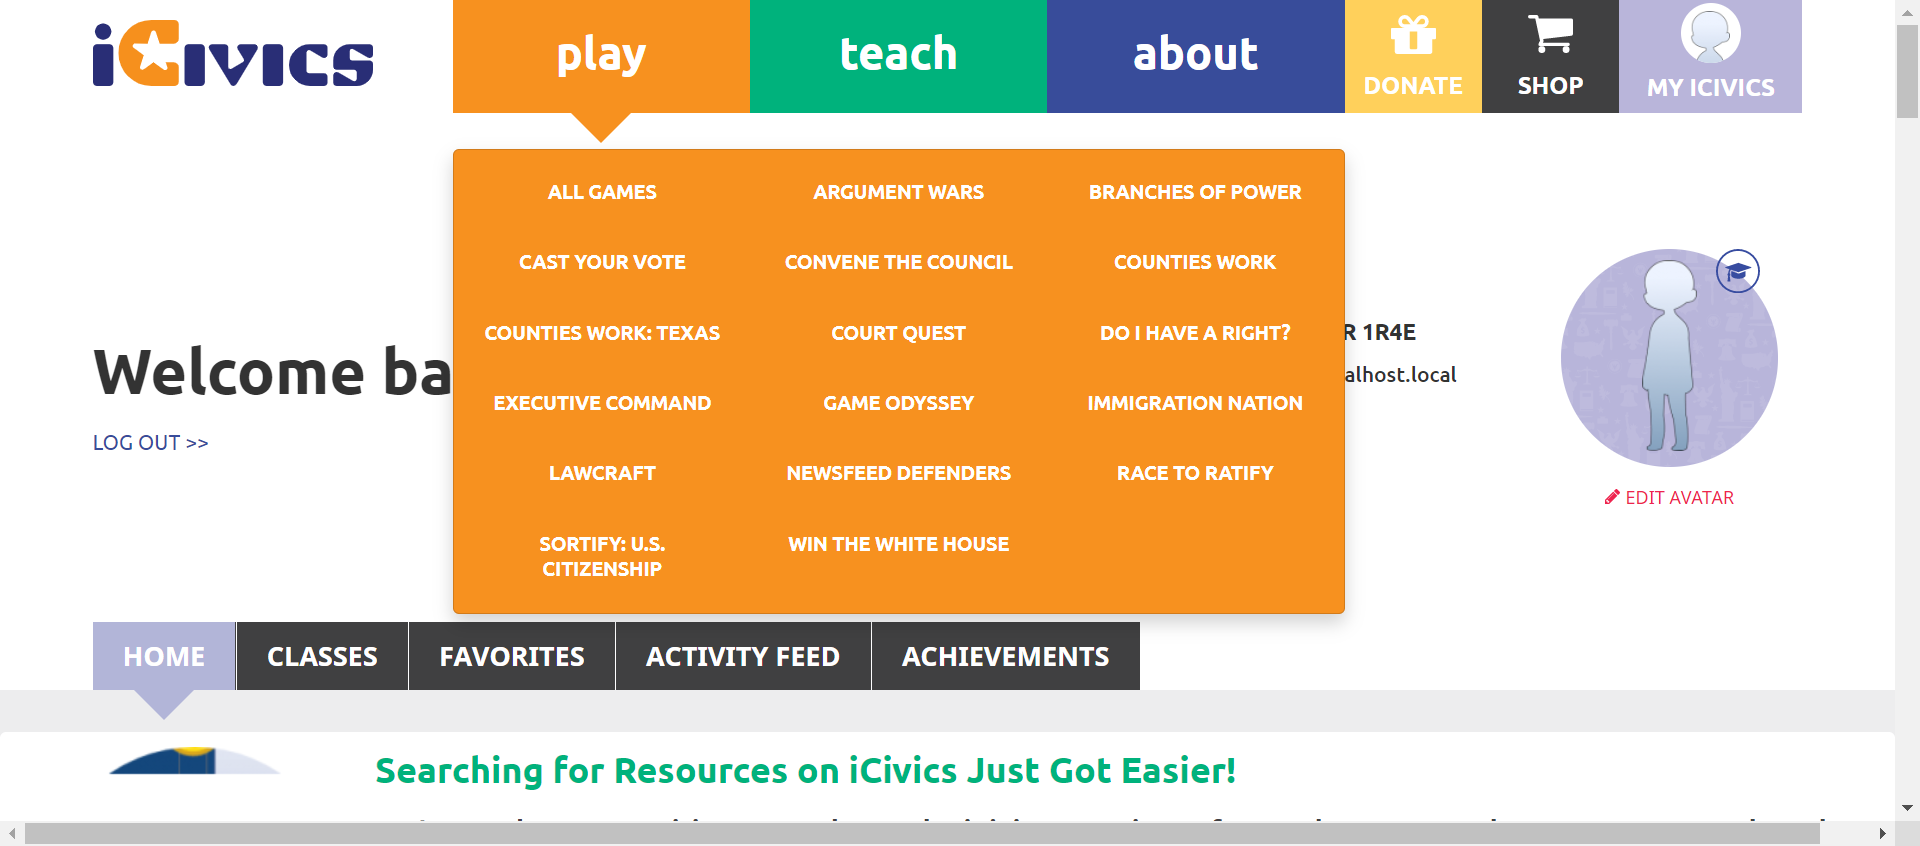 iCivics
play
teach
about
DONATE
SHOP
MY ICIVICS
ALL GAMES
ARGUMENT WARS
BRANCHES OF POWER
CAST YOUR VOTE
CONVENE THE COUNCIL
COUNTIES WORK
COUNTIES WORK: TEXAS
COURT QUEST
DO I HAVE A RIGHT?
EXECUTIVE COMMAND
GAME ODYSSEY
IMMIGRATION NATION
LAWCRAFT
NEWSFEED DEFENDERS
RACE TO RATIFY
SORTIFY: U.S.
CITIZENSHIP
WIN THE WHITE HOUSE
Welcome ba
R 1R4E
alhost.local
LOG OUT >>
EDIT AVATAR
HOME
CLASSES
FAVORITES
ACTIVITY FEED
ACHIEVEMENTS
Searching for Resources on iCivics Just Got Easier!